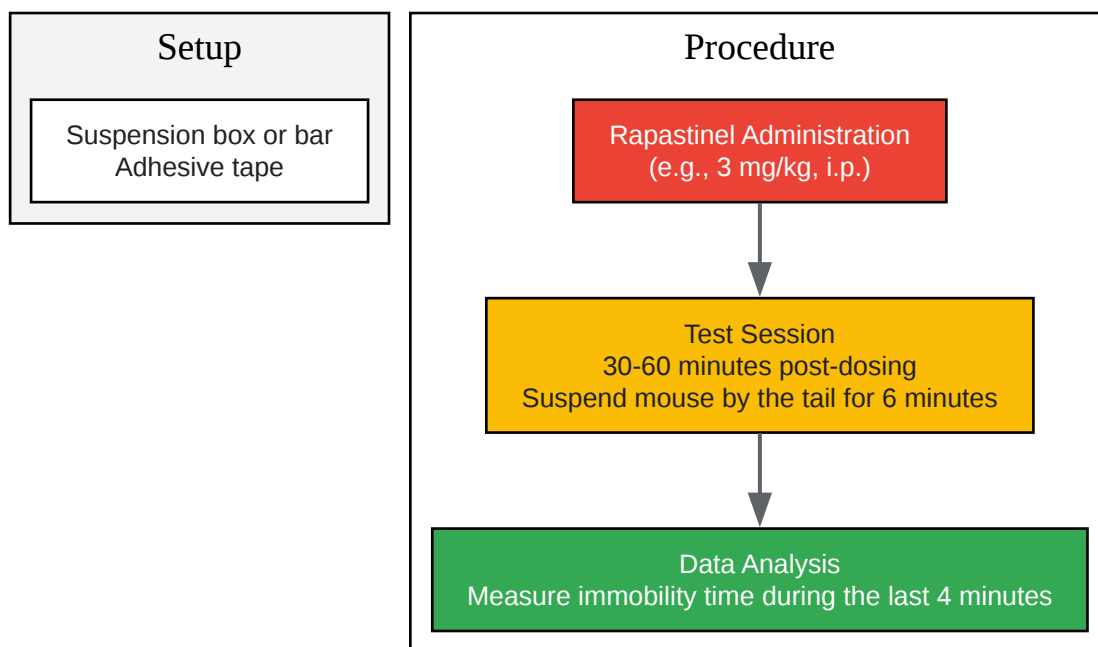 Setup
Suspension box or bar
Adhesive tape
Procedure
Rapastinel Administration
(e.g., 3 mg/kg, i.p.)
Test Session
30-60 minutes post-dosing
Suspend mouse by the tail for 6 minutes
Data Analysis
Measure immobility time during the last 4 minutes